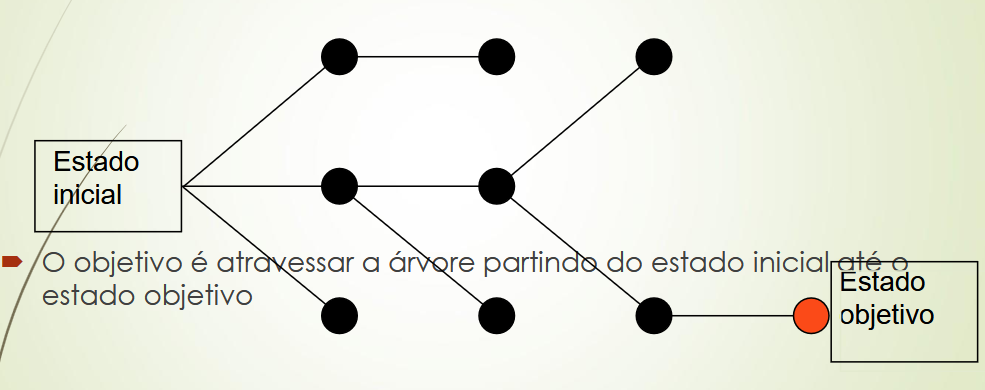 Estado
inicial
O objetivo é atravessar a árvore partindo do estado inicial até o
estado objetivo
Estado
objetivo